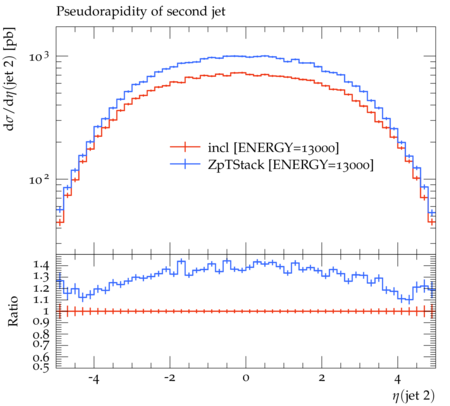 Pseudorapidity of second jet
dσ/dη(jet 2) [pb]
10³
10²
incl [ENERGY=13000]
ZpTStack [ENERGY=13000]
Ratio
1.4
1.3
1.2
1.1
1
0.9
0.8
0.7
0.6
0.5
-4 -2 0 2 4
η(jet 2)